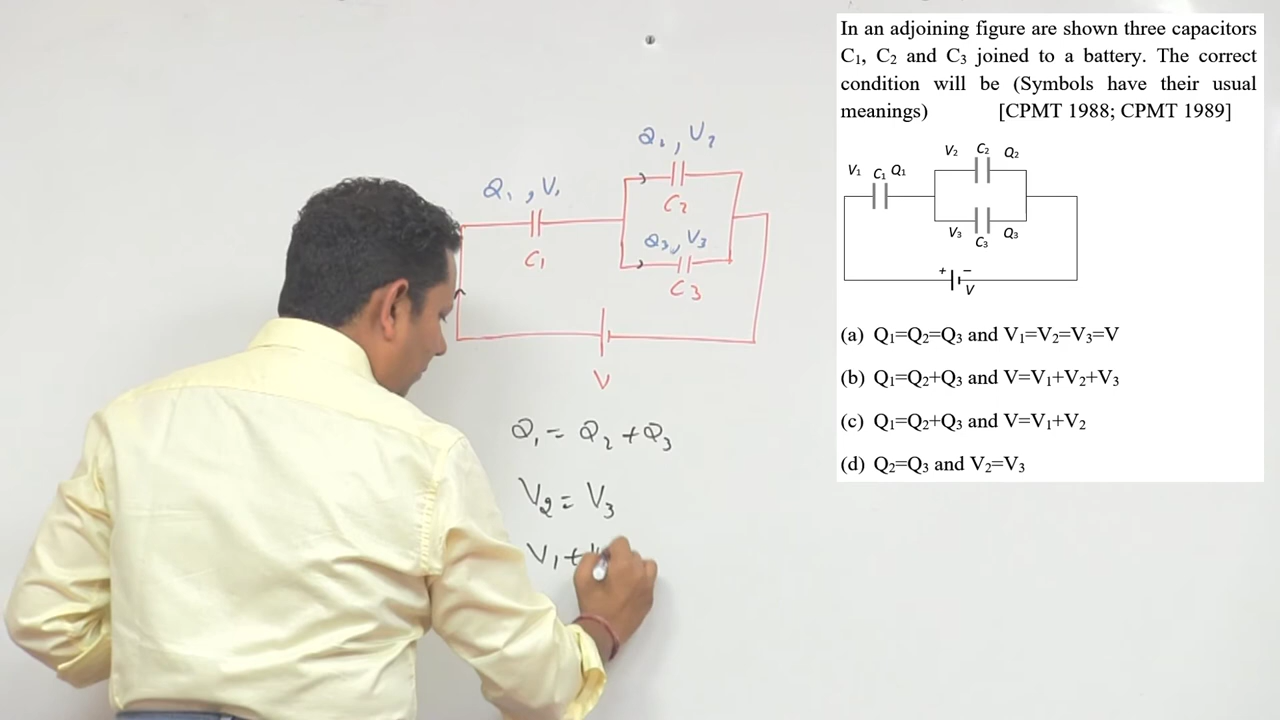 In an adjoining figure are shown three capacitors
C₁, C₂ and C₃ joined to a battery. The correct
condition will be (Symbols have their usual
meanings) [CPMT 1988; CPMT 1989]
V₂ C₂ Q₂
V₁ C₁ Q₁
V₃ C₃ Q₃
+ −
V
(a) Q₁=Q₂=Q₃ and V₁=V₂=V₃=V
(b) Q₁=Q₂+Q₃ and V=V₁+V₂+V₃
(c) Q₁=Q₂+Q₃ and V=V₁+V₂
(d) Q₂=Q₃ and V₂=V₃
, V₂
Q₁, V₁
C₂
Q₃, V₃
C₁
C₃
V
Q₁ = Q₂ + Q₃
V₂ = V₃
V₁ +